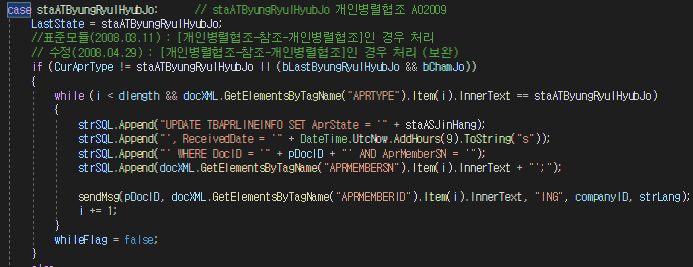 case staATByungRyulHyubJo:      // staATByungRyulHyubJo 개인병렬협조 A02009
LastState = staATByungRyulHyubJo;
//표준모듈(2008.03.11) : [개인병렬협조-참조-개인병렬협조]인 경우 처리
// 수정(2008.04.29) : [개인병렬협조-참조-개인병렬협조]인 경우 처리 (보완)
if (CurAprType != staATByungRyulHyubJo || (bLastByungRyulHyubJo && bChamJo))
{
while (i < dlength && docXML.GetElementsByTagName("APRTYPE").Item(i).InnerText == staATByungRyulHyubJo)
{
strSQL.Append("UPDATE TBAPRLINEINFO SET AprState = '" + staASJinHang);
strSQL.Append("', ReceivedDate = '" + DateTime.UtcNow.AddHours(9).ToString("s"));
strSQL.Append("' WHERE DocID = '" + pDocID + "' AND AprMemberSN = '");
strSQL.Append(docXML.GetElementsByTagName("APRMEMBERSN").Item(i).InnerText + "';");
sendMsg(pDocID, docXML.GetElementsByTagName("APRMEMBERID").Item(i).InnerText, "ING", companyID, strLang);
i += 1;
}
whileFlag = false;
}